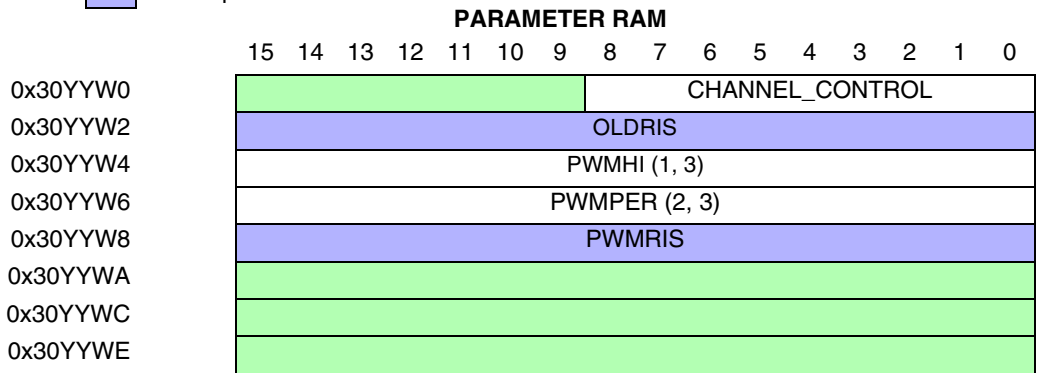 PARAMETER RAM
15 14 13 12 11 10 9 8 7 6 5 4 3 2 1 0
0x30YYW0 CHANNEL_CONTROL
0x30YYW2 OLDRIS
0x30YYW4 PWMHI (1, 3)
0x30YYW6 PWMPER (2, 3)
0x30YYW8 PWMRIS
0x30YYWA
0x30YYWC
0x30YYWE